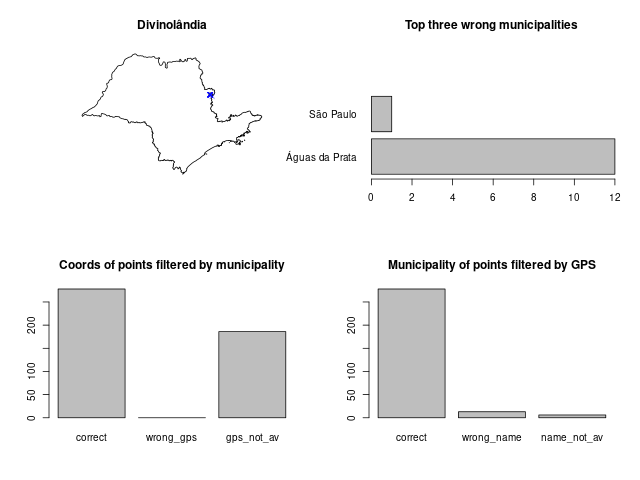 Divinolândia
Top three wrong municipalities
São Paulo
Águas da Prata
0 2 4 6 8 10 12
Coords of points filtered by municipality
0 50 100 200
correct wrong_gps gps_not_av
Municipality of points filtered by GPS
0 50 100 200
correct wrong_name name_not_av